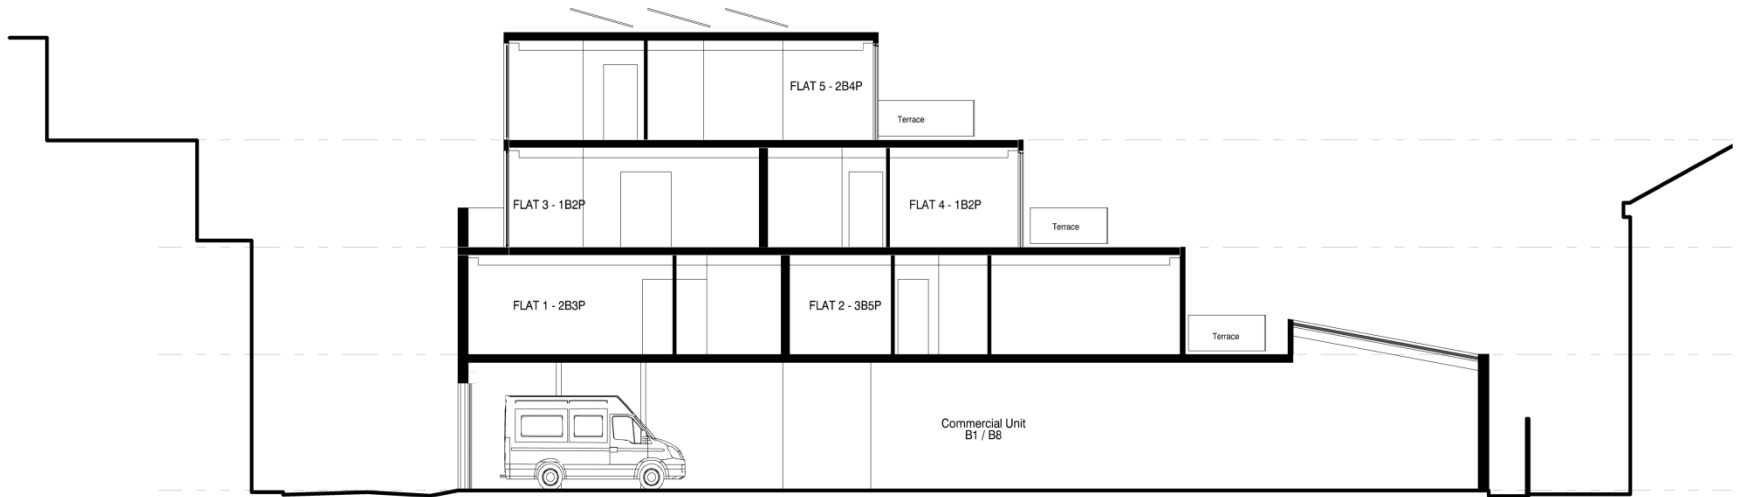 FLAT 5 - 2B4P
Terrace
FLAT 3 - 1B2P
FLAT 4 - 1B2P
Terrace
FLAT 1 - 2B3P
FLAT 2 - 3B5P
Terrace
Commercial Unit
B1 / B8